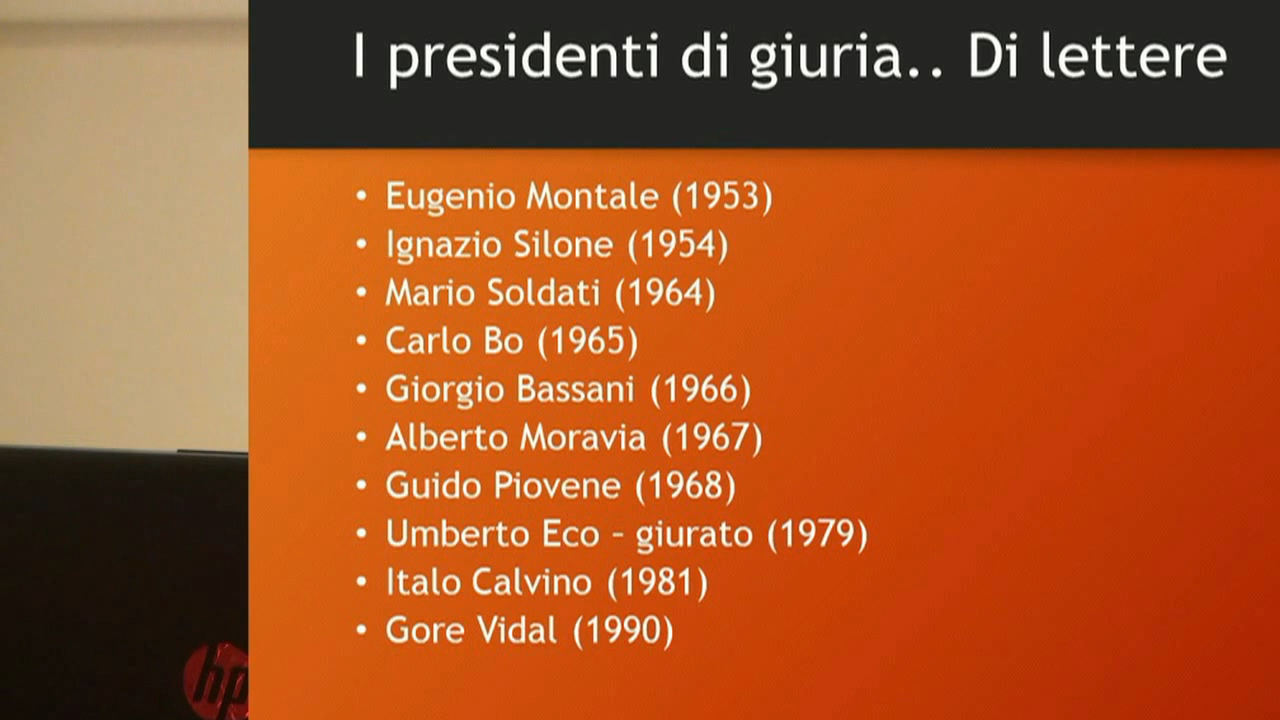 I presidenti di giuria.. Di lettere
• Eugenio Montale (1953)
• Ignazio Silone (1954)
• Mario Soldati (1964)
• Carlo Bo (1965)
• Giorgio Bassani (1966)
• Alberto Moravia (1967)
• Guido Piovene (1968)
• Umberto Eco – giurato (1979)
• Italo Calvino (1981)
• Gore Vidal (1990)
hp